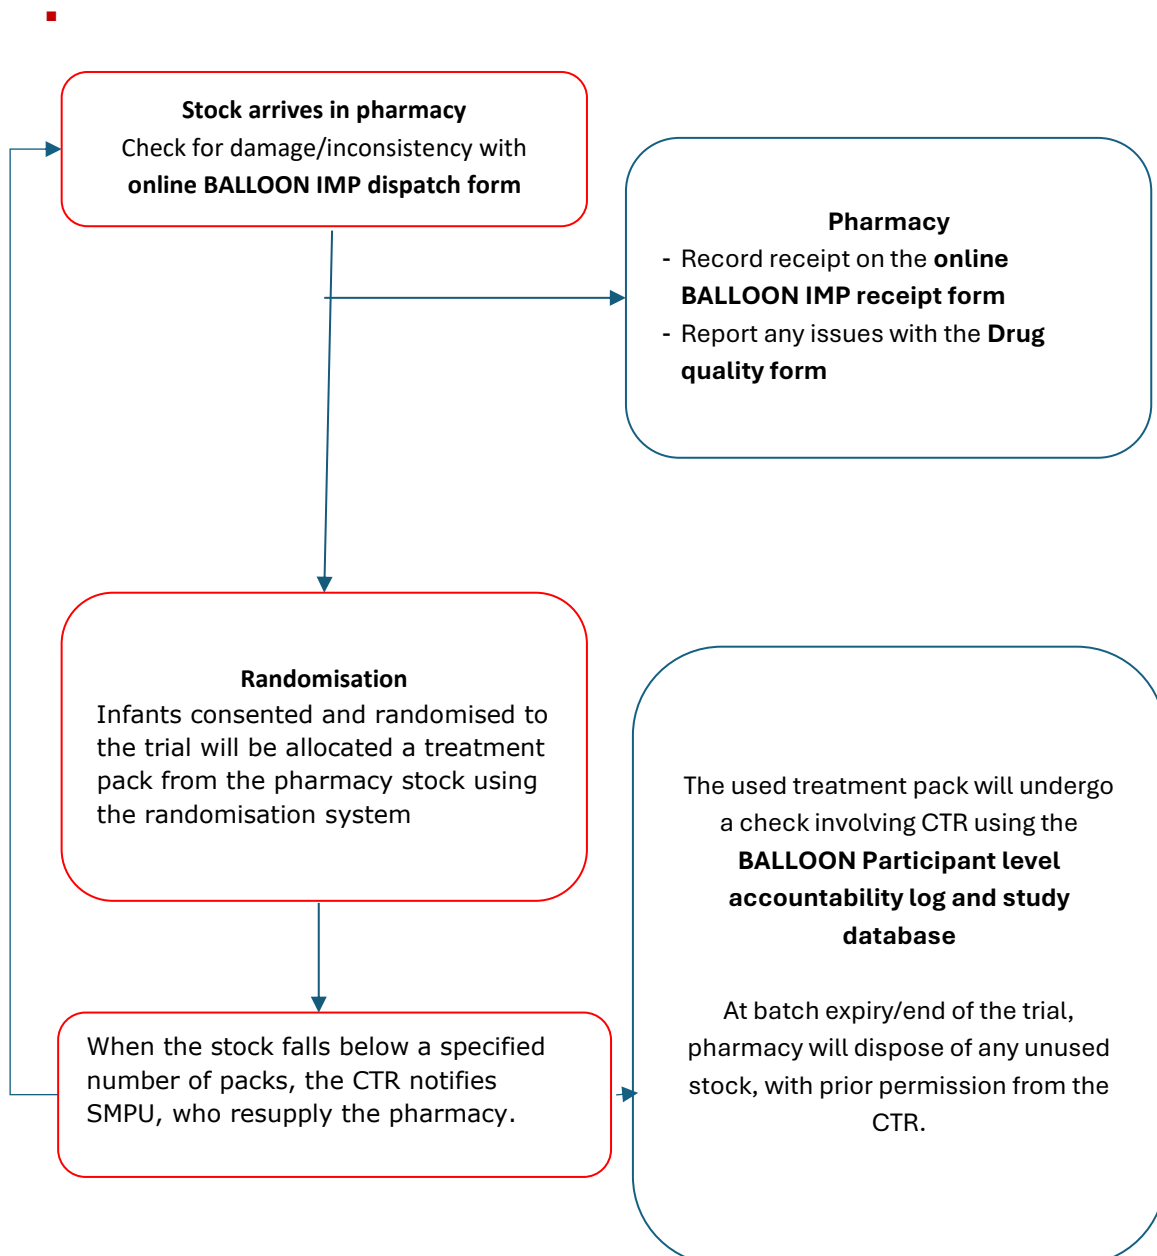 Stock arrives in pharmacy
Check for damage/inconsistency with
online BALLOON IMP dispatch form
Pharmacy
- Record receipt on the online
BALLOON IMP receipt form
- Report any issues with the Drug
quality form
Randomisation
Infants consented and randomised to
the trial will be allocated a treatment
pack from the pharmacy stock using
the randomisation system
The used treatment pack will undergo
a check involving CTR using the
BALLOON Participant level
accountability log and study
database
At batch expiry/end of the trial,
pharmacy will dispose of any unused
stock, with prior permission from the
CTR.
When the stock falls below a specified
number of packs, the CTR notifies
SMPU, who resupply the pharmacy.